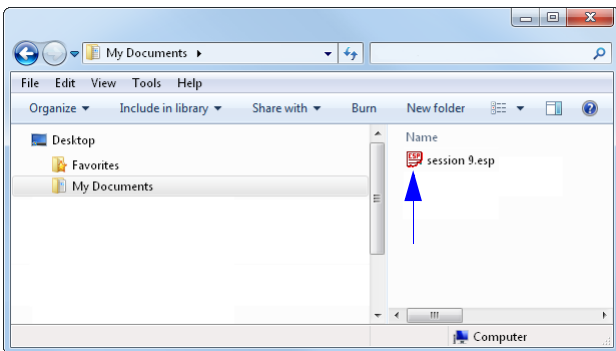 My Documents
File Edit View Tools Help
Organize Include in library Share with Burn New folder
Desktop
Favorites
My Documents
Name
ESP session 9.esp
Computer